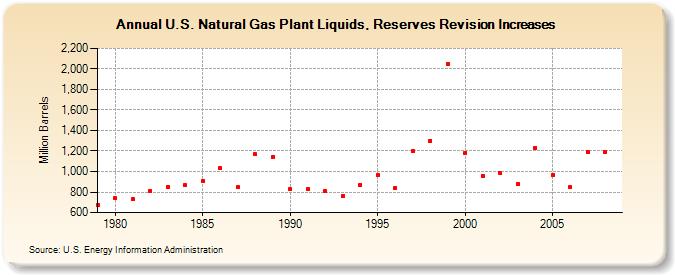 Annual U.S. Natural Gas Plant Liquids, Reserves Revision Increases
Million Barrels
2,200
2,000
1,800
1,600
1,400
1,200
1,000
800
600
1980 1985 1990 1995 2000 2005
Source: U.S. Energy Information Administration